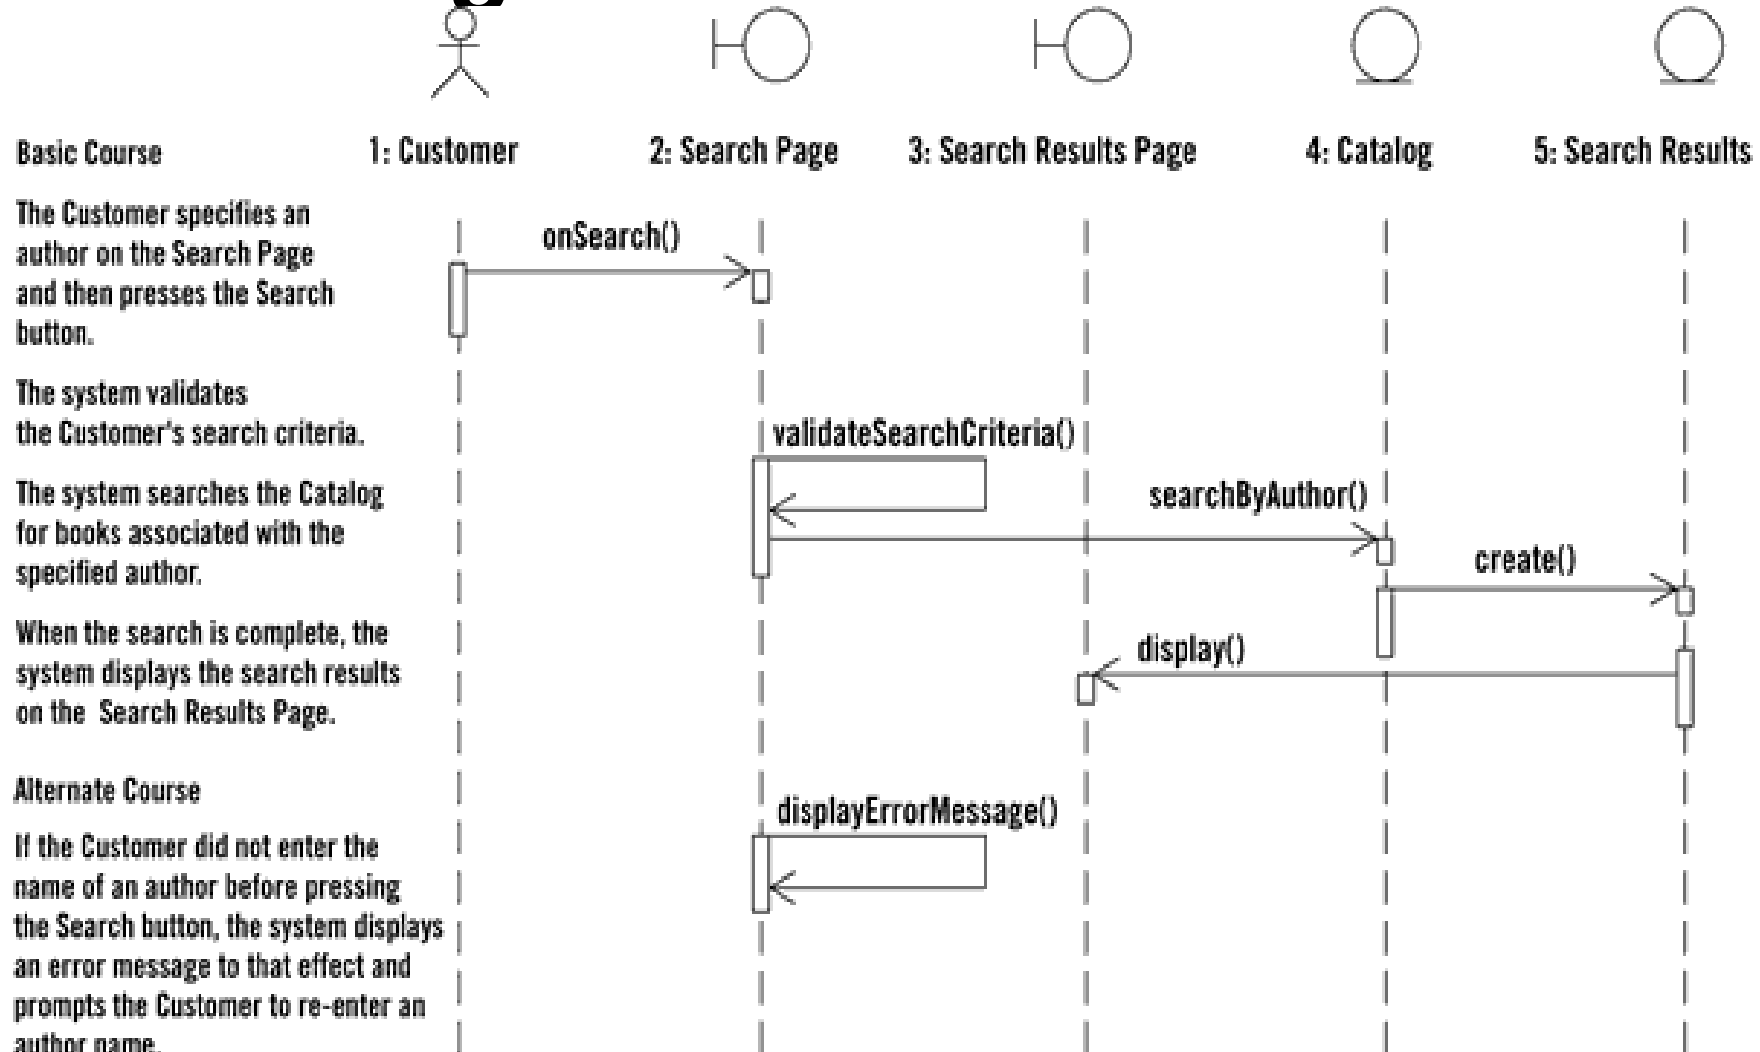 1: Customer
2: Search Page
3: Search Results Page
4: Catalog
5: Search Results
Basic Course
The Customer specifies an
author on the Search Page
and then presses the Search
button.
onSearch()
The system validates
the Customer's search criteria.
validateSearchCriteria()
The system searches the Catalog
for books associated with the
specified author.
searchByAuthor()
create()
When the search is complete, the
system displays the search results
on the Search Results Page.
display()
Alternate Course
displayErrorMessage()
If the Customer did not enter the
name of an author before pressing
the Search button, the system displays
an error message to that effect and
prompts the Customer to re-enter an
author name.